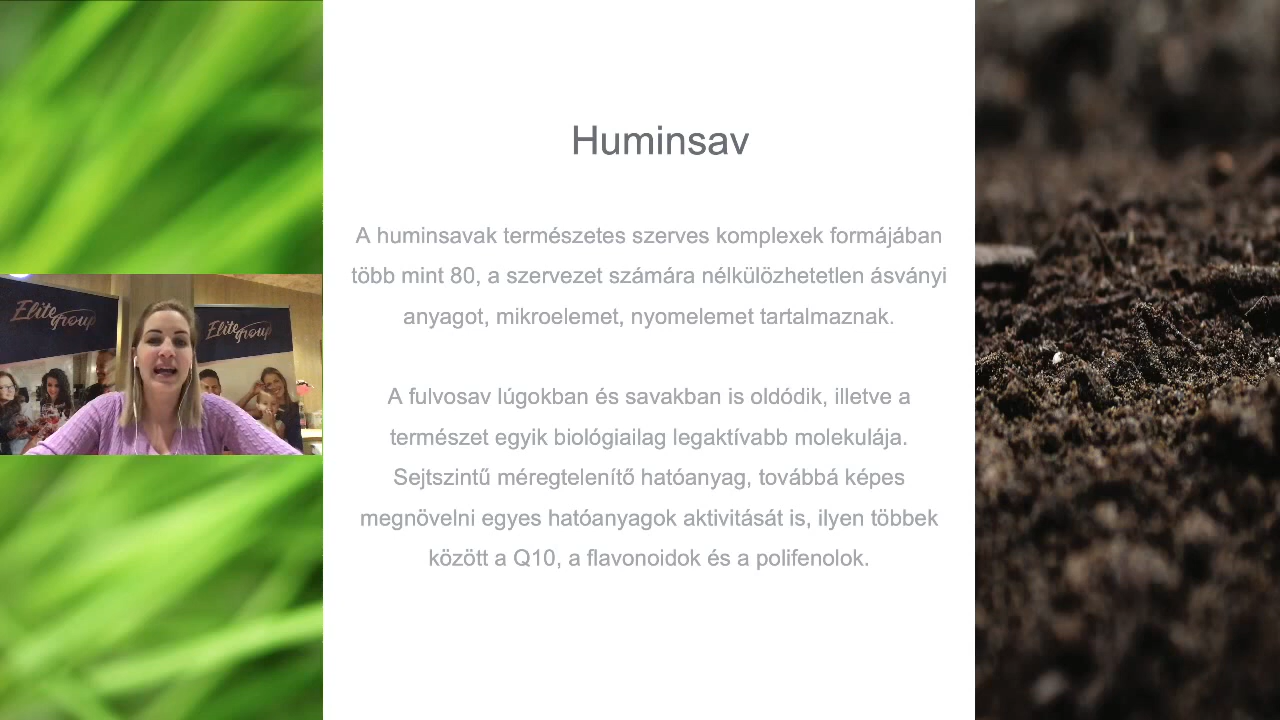 Huminsav
A huminsavak természetes szerves komplexek formájában
több mint 80, a szervezet számára nélkülözhetetlen ásványi
anyagot, mikroelemet, nyomelemet tartalmaznak.
A fulvosav lúgokban és savakban is oldódik, illetve a
természet egyik biológiailag legaktívabb molekulája.
Sejtszintű méregtelenítő hatóanyag, továbbá képes
megnövelni egyes hatóanyagok aktivitását is, ilyen többek
között a Q10, a flavonoidok és a polifenolok.
Elite group
Elite group